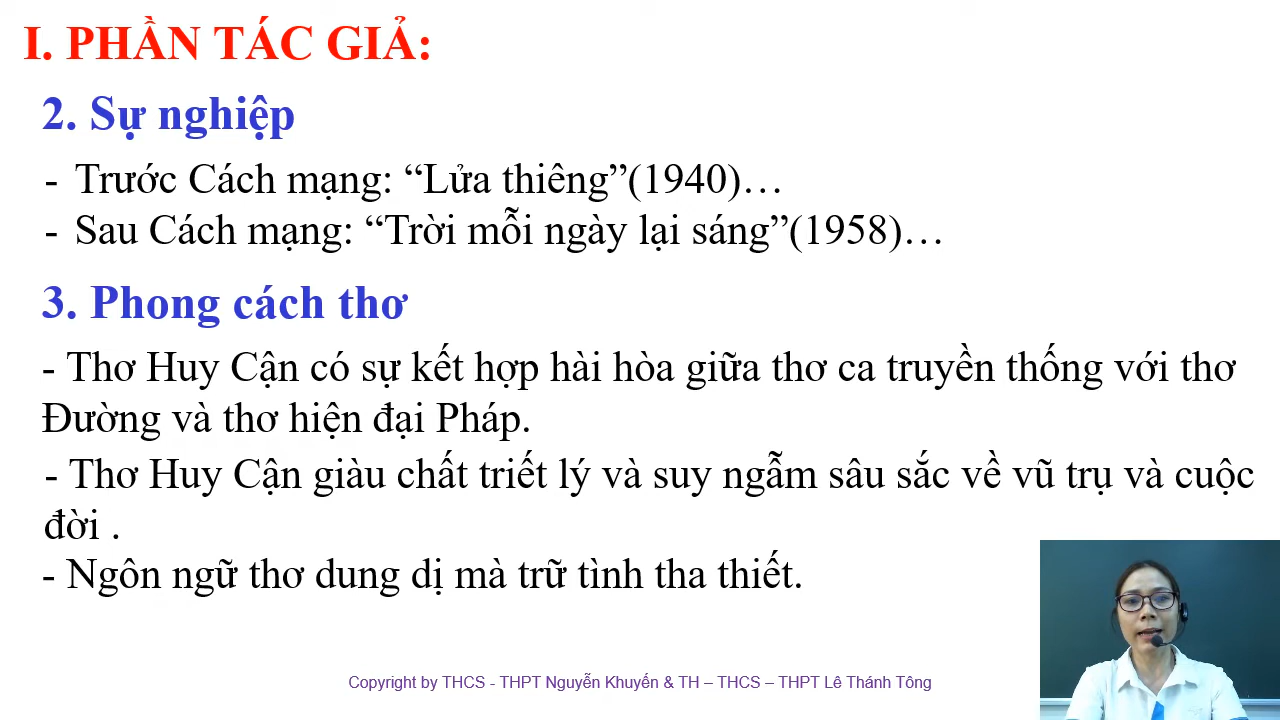 I. PHẦN TÁC GIẢ:
2. Sự nghiệp
- Trước Cách mạng: “Lửa thiêng”(1940)…
- Sau Cách mạng: “Trời mỗi ngày lại sáng”(1958)…
3. Phong cách thơ
- Thơ Huy Cận có sự kết hợp hài hòa giữa thơ ca truyền thống với thơ
Đường và thơ hiện đại Pháp.
- Thơ Huy Cận giàu chất triết lý và suy ngẫm sâu sắc về vũ trụ và cuộc
đời .
- Ngôn ngữ thơ dung dị mà trữ tình tha thiết.
Copyright by THCS - THPT Nguyễn Khuyến & TH – THCS – THPT Lê Thánh Tông